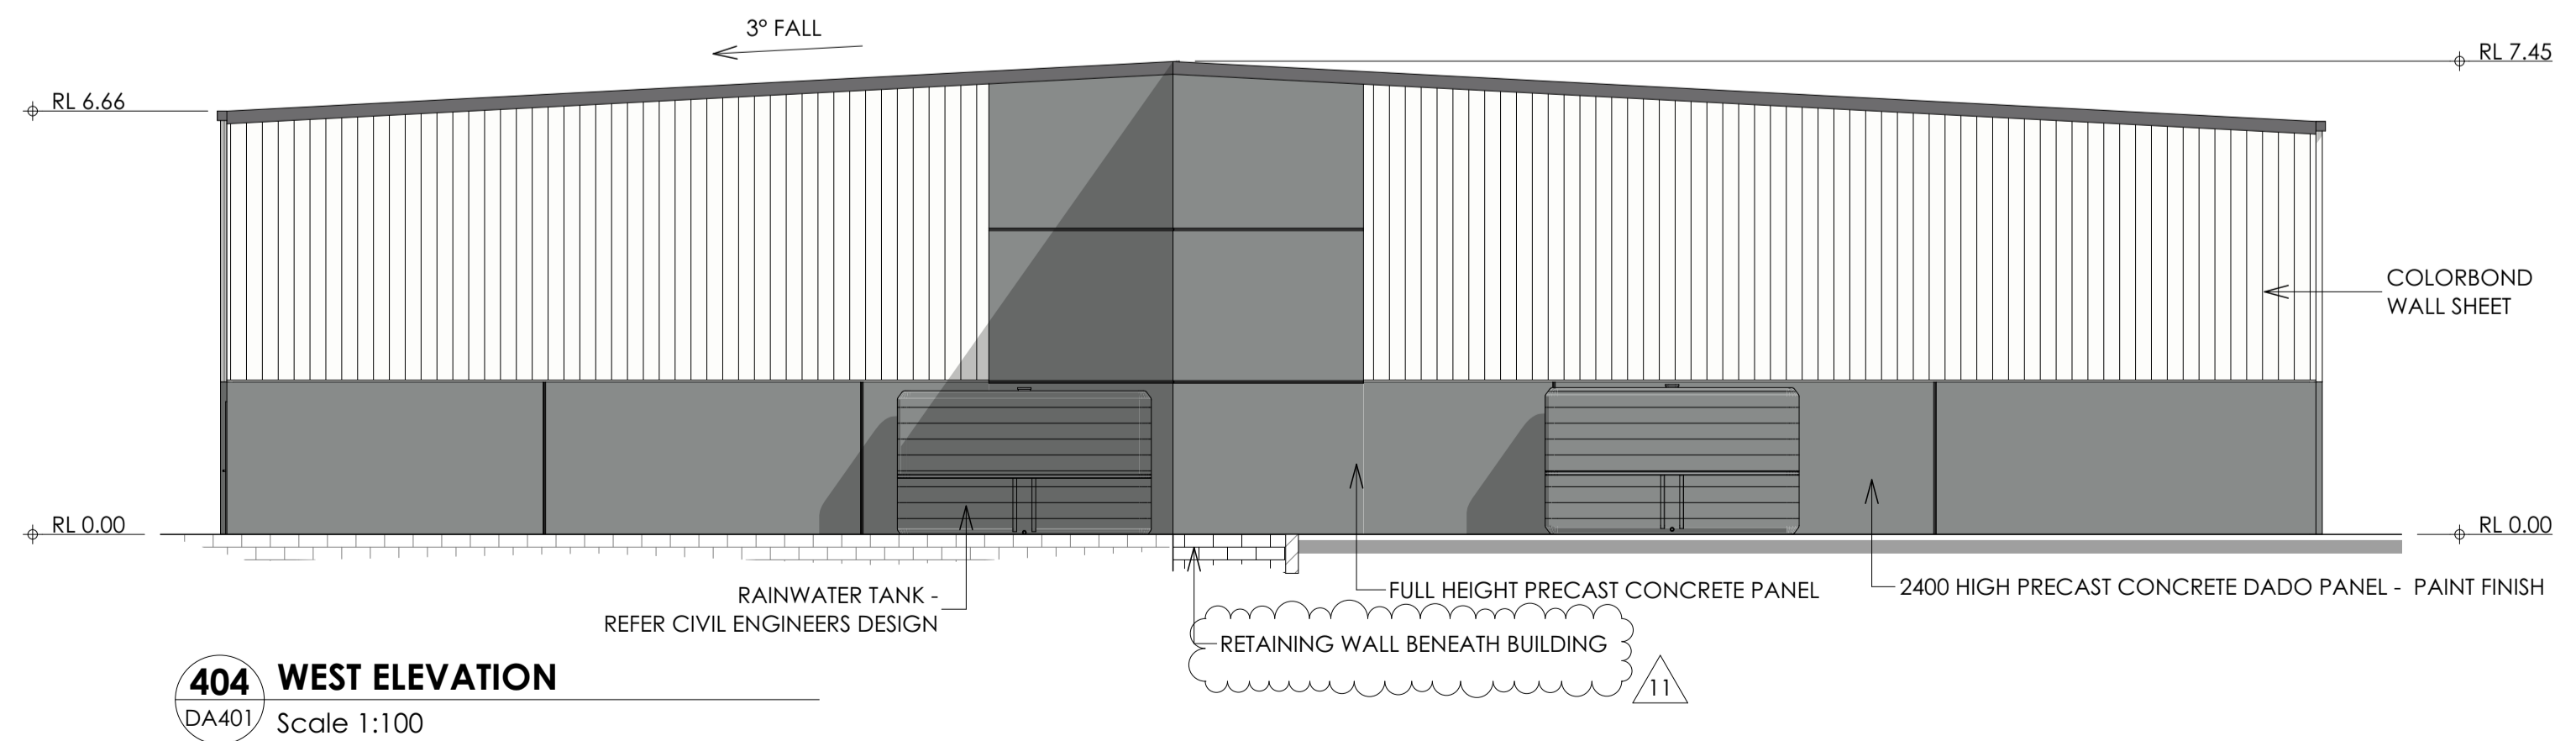 3° FALL
RL 7.45
RL 6.66
COLORBOND
WALL SHEET
RL 0.00
RL 0.00
RAINWATER TANK -
REFER CIVIL ENGINEERS DESIGN
FULL HEIGHT PRECAST CONCRETE PANEL
2400 HIGH PRECAST CONCRETE DADO PANEL - PAINT FINISH
RETAINING WALL BENEATH BUILDING
11
404
DA401
WEST ELEVATION
Scale 1:100